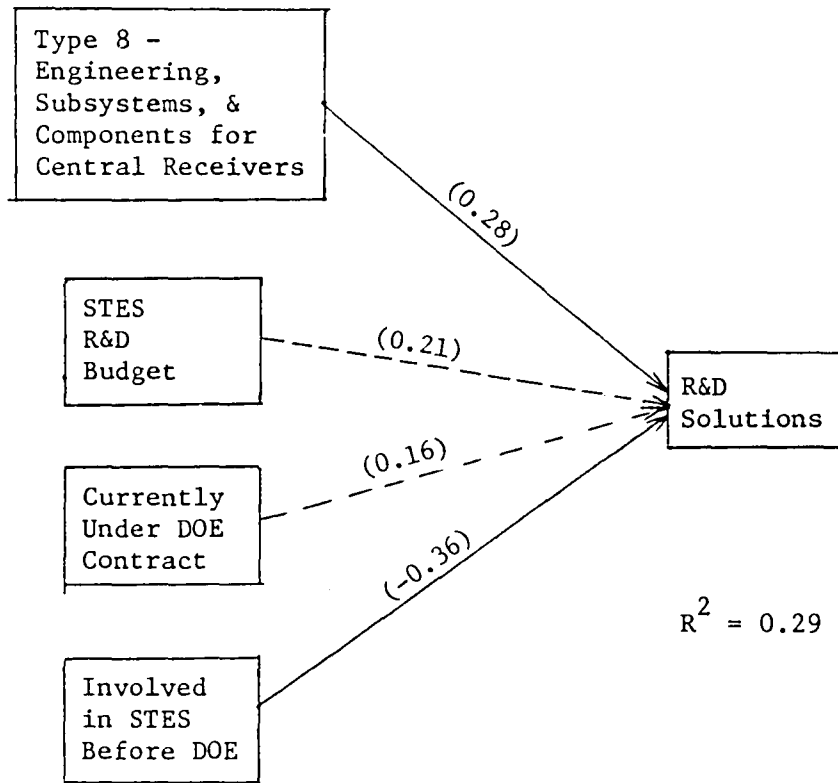 Type 8 -
Engineering,
Subsystems, &
Components for
Central Receivers
(0.28)
STES
R&D
Budget
(0.21)
R&D
Solutions
Currently
Under DOE
Contract
(0.16)
(-0.36)
R² = 0.29
Involved
in STES
Before DOE